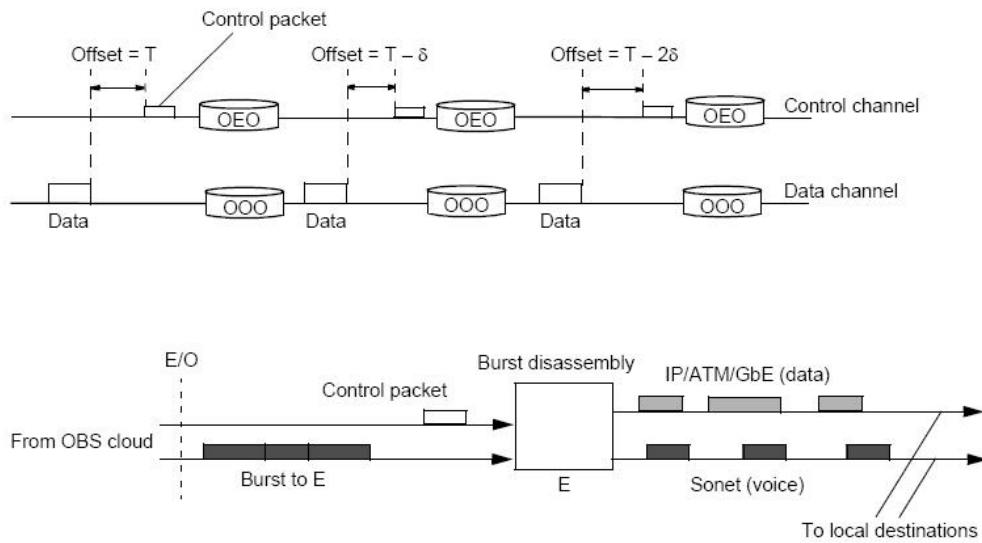 Control packet
Offset = T
Offset = T – δ
Offset = T – 2δ
OEO
OEO
OEO
Control channel
OOO
OOO
OOO
Data channel
Data
Data
Data
E/O
Burst disassembly
IP/ATM/GbE (data)
Control packet
From OBS cloud
Burst to E
E
Sonet (voice)
To local destinations